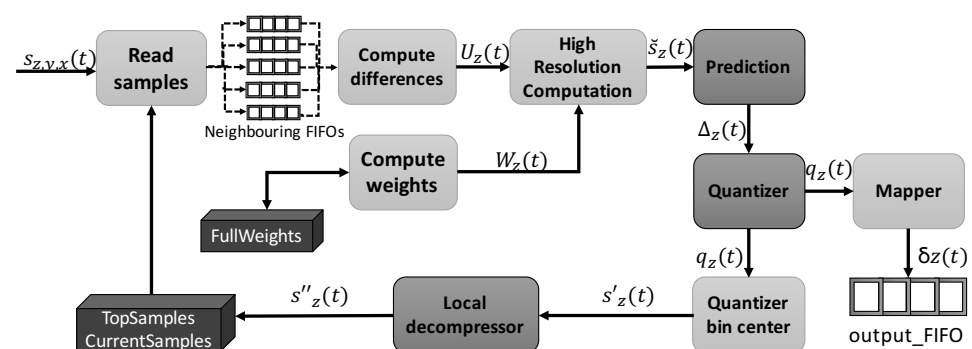 s_{z,y,x}(t)
Read
samples
Neighbouring FIFOs
Compute
differences
U_z(t)
High
Resolution
Computation
s̆_z(t)
Prediction
Δ_z(t)
Compute
weights
W_z(t)
FullWeights
Quantizer
q_z(t)
Mapper
q_z(t)
δz(t)
TopSamples
CurrentSamples
s''_z(t)
Local
decompressor
s'_z(t)
Quantizer
bin center
output_FIFO